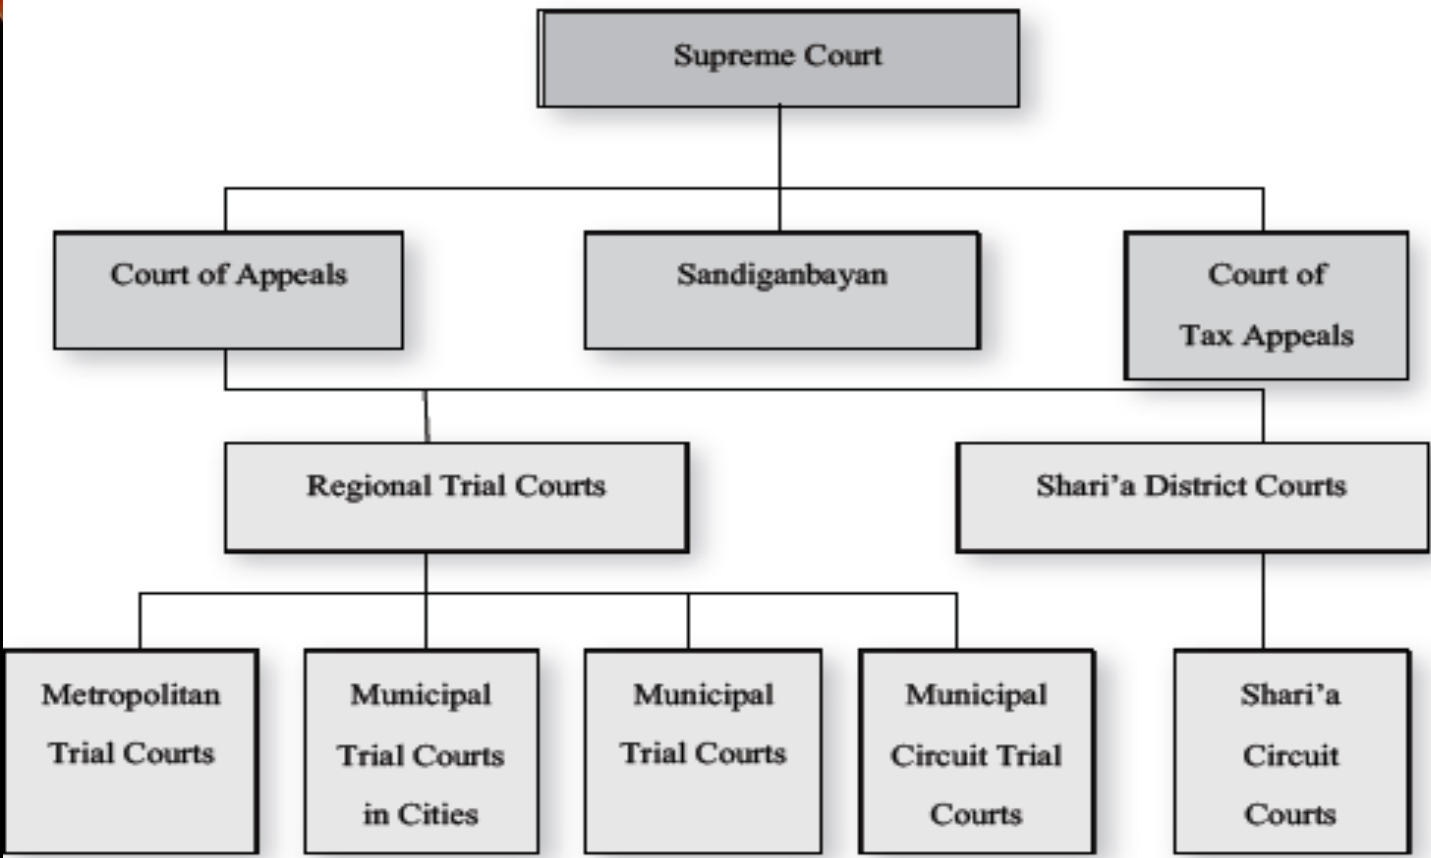 Supreme Court
Court of Appeals
Sandiganbayan
Court of
Tax Appeals
Regional Trial Courts
Shari’a District Courts
Metropolitan
Trial Courts
Municipal
Trial Courts
in Cities
Municipal
Trial Courts
Municipal
Circuit Trial
Courts
Shari’a
Circuit
Courts